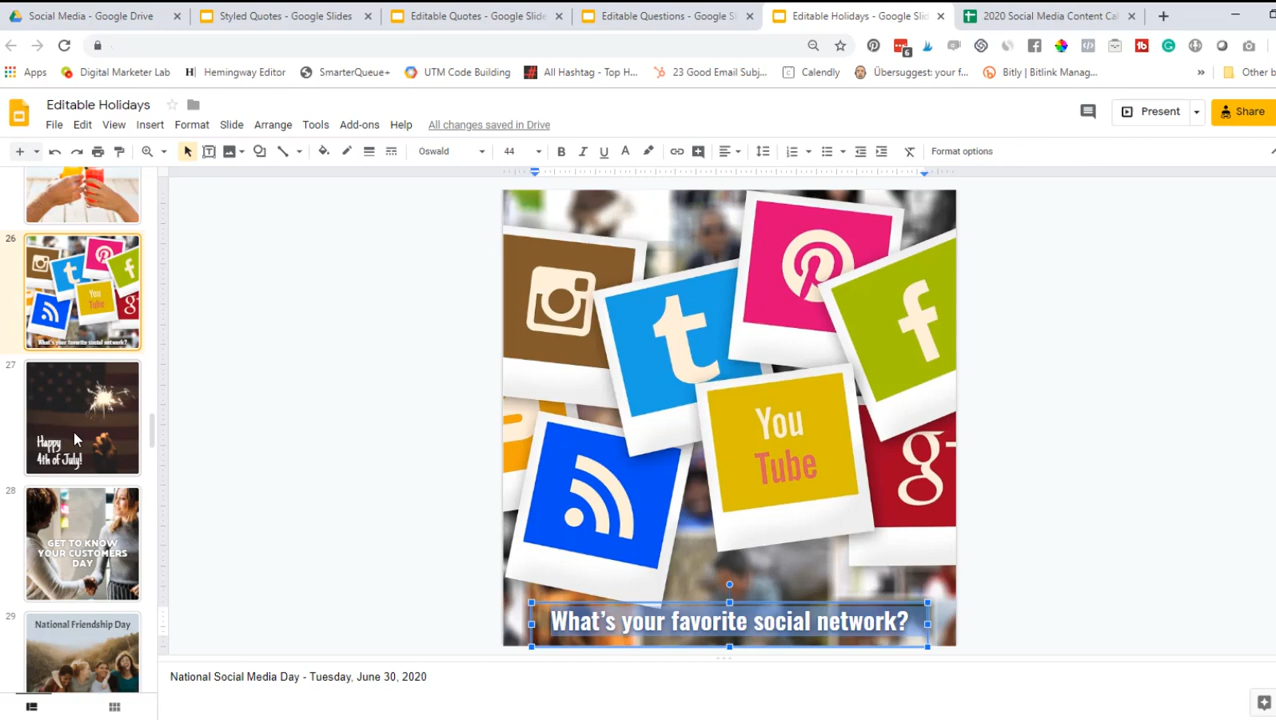 Social Media - Google Drive
Styled Quotes - Google Slides
Editable Quotes - Google Slide
Editable Questions - Google Sl
Editable Holidays - Google Slid
2020 Social Media Content Cal
6
Apps
Digital Marketer Lab
Hemingway Editor
SmarterQueue+
UTM Code Building
All Hashtag - Top H...
23 Good Email Subj...
Calendly
Übersuggest: your f...
Bitly | Bitlink Manag...
Other b
Editable Holidays
Present
Share
File
Edit
View
Insert
Format
Slide
Arrange
Tools
Add-ons
Help
All changes saved in Drive
Oswald
44
Format options
26
You
Tube
What's your favorite social network?
27
Happy
4th of July!
28
GET TO KNOW
YOUR CUSTOMERS
DAY
29
National Friendship Day
t
f
You
Tube
g+
What's your favorite social network?
National Social Media Day - Tuesday, June 30, 2020